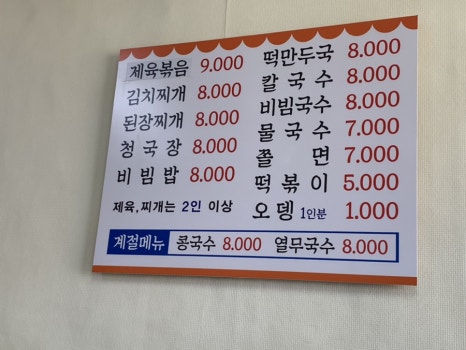 제육볶음 9.000
김치찌개 8.000
된장찌개 8.000
청국장 8.000
비빔밥 8.000
제육,찌개는 2인 이상
떡만두국 8.000
칼국수 8.000
비빔국수 8.000
물국수 7.000
쫄면 7.000
떡볶이 5.000
오뎅 1인분 1.000
계절메뉴 콩국수 8.000 열무국수 8.000